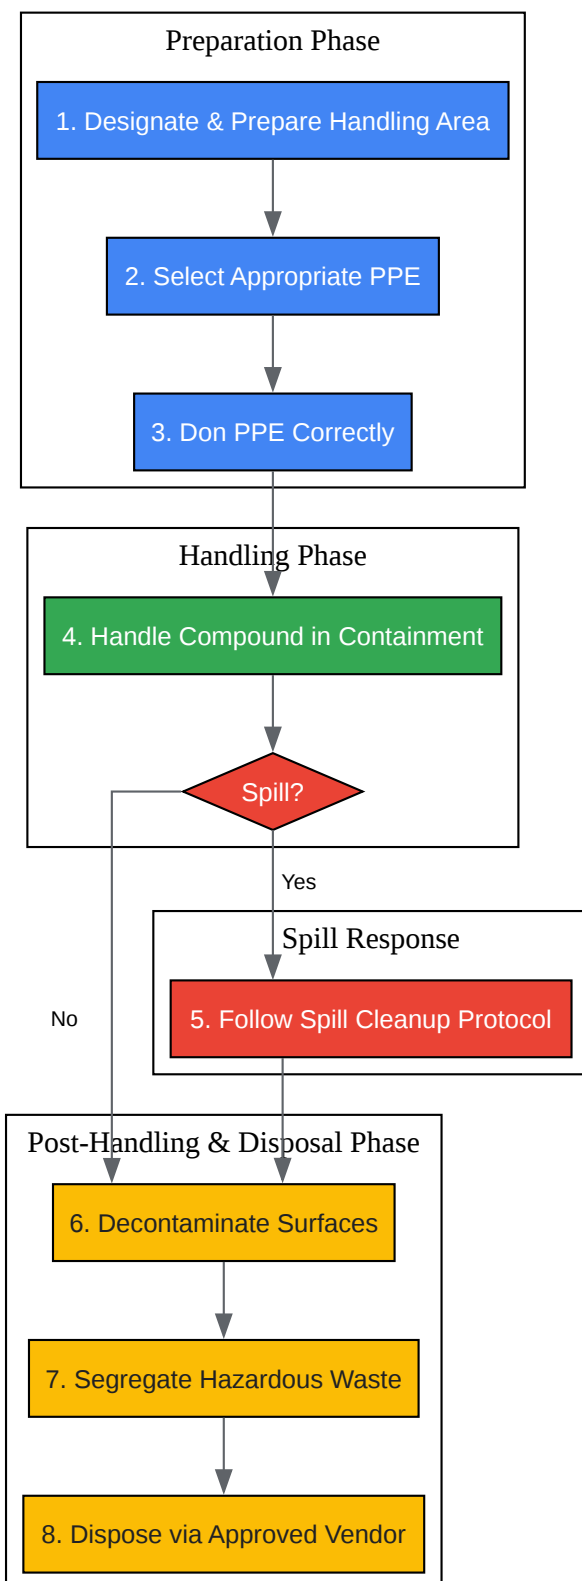 Preparation Phase
1. Designate & Prepare Handling Area
2. Select Appropriate PPE
3. Don PPE Correctly
Handling Phase
4. Handle Compound in Containment
Spill?
Yes
Spill Response
5. Follow Spill Cleanup Protocol
No
Post-Handling & Disposal Phase
6. Decontaminate Surfaces
7. Segregate Hazardous Waste
8. Dispose via Approved Vendor